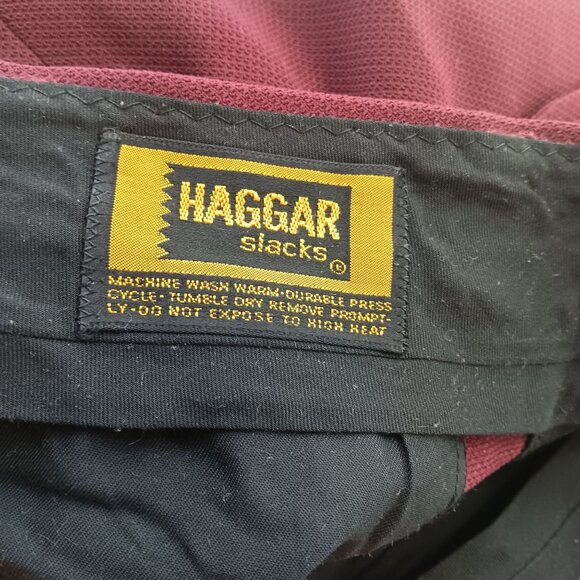 HAGGAR
slacks®
MACHINE WASH WARM·DURABLE PRESS
CYCLE·TUMBLE DRY REMOVE PROMPT-
LY-DO NOT EXPOSE TO HIGH HEAT